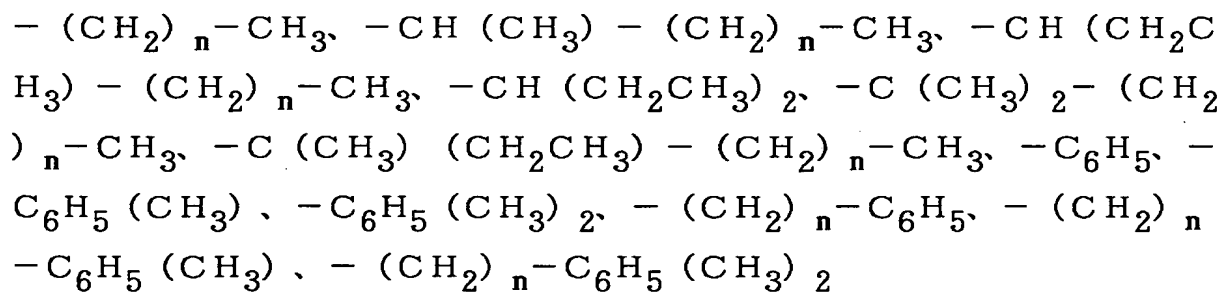 －（CH₂）n－CH₃、－CH（CH₃）－（CH₂）n－CH₃、－CH（CH₂C
H₃）－（CH₂）n－CH₃、－CH（CH₂CH₃）₂、－C（CH₃）₂－（CH₂
）n－CH₃、－C（CH₃）（CH₂CH₃）－（CH₂）n－CH₃、－C₆H₅、－
C₆H₅（CH₃）、－C₆H₅（CH₃）₂、－（CH₂）n－C₆H₅、－（CH₂）n
－C₆H₅（CH₃）、－（CH₂）n－C₆H₅（CH₃）₂